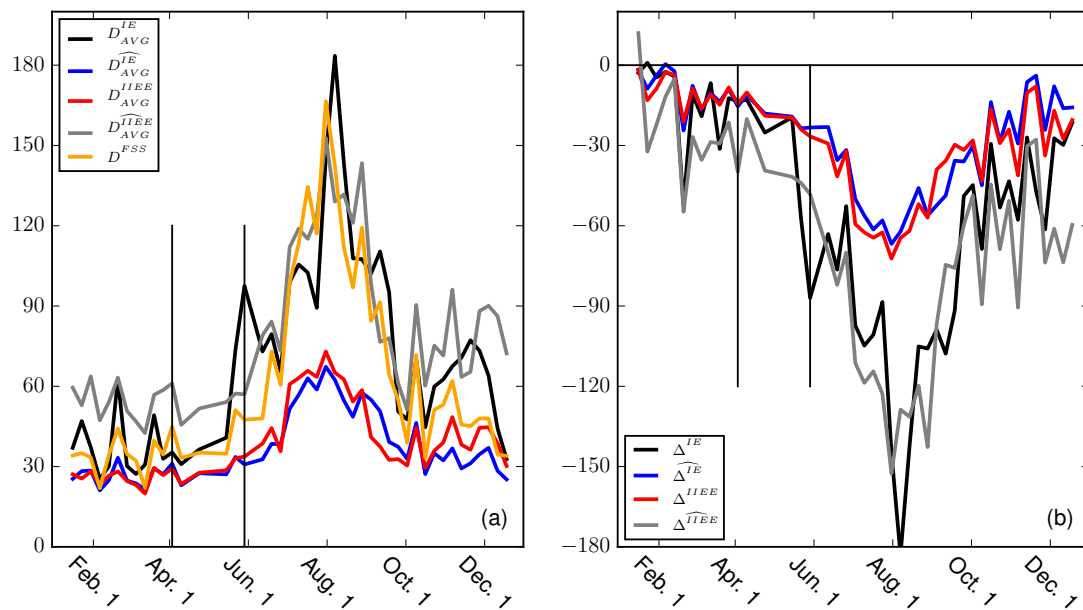 180
150
120
90
60
30
0
D^{IE}_{AVG}
D^{\widehat{IE}}_{AVG}
D^{IIEE}_{AVG}
D^{\widehat{IIEE}}_{AVG}
D^{FSS}
(a)
Feb. 1
Apr. 1
Jun. 1
Aug. 1
Oct. 1
Dec. 1
0
−30
−60
−90
−120
−150
−180
Δ^{IE}
Δ^{\widehat{IE}}
Δ^{IIEE}
Δ^{\widehat{IIEE}}
(b)
Feb. 1
Apr. 1
Jun. 1
Aug. 1
Oct. 1
Dec. 1